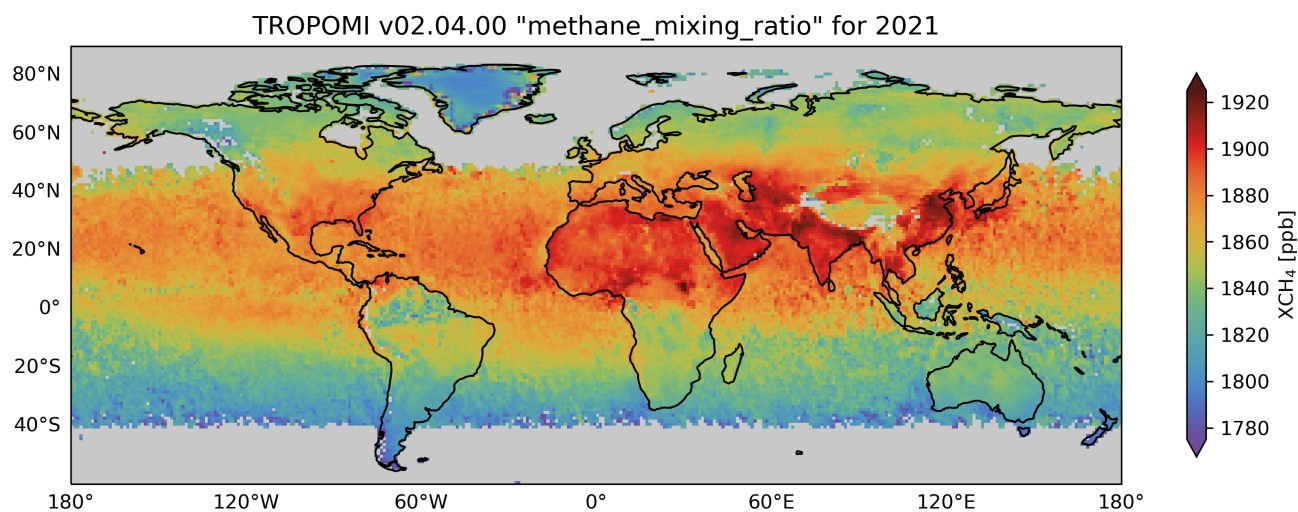 TROPOMI v02.04.00 "methane_mixing_ratio" for 2021
80°N
60°N
40°N
20°N
0°
20°S
40°S
180°
120°W
60°W
0°
60°E
120°E
180°
1920
1900
1880
1860
1840
1820
1800
1780
XCH₄ [ppb]